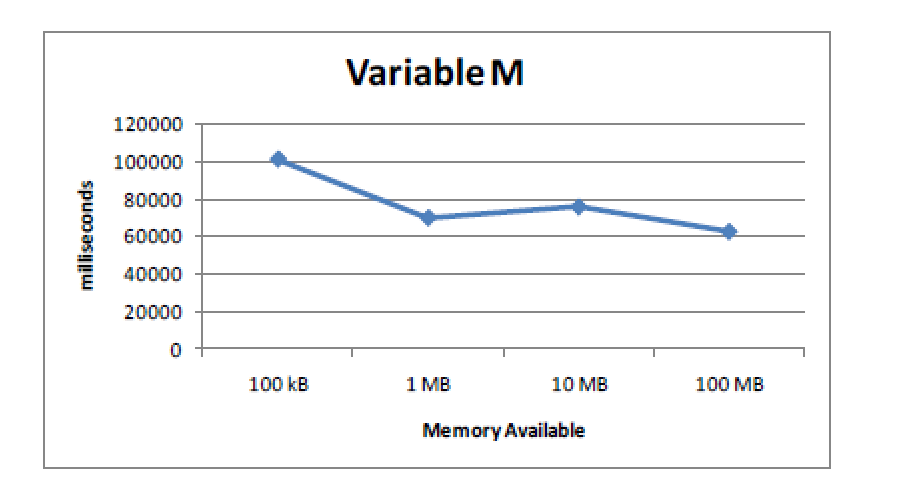 Variable M
120000
100000
80000
60000
40000
20000
0
milliseconds
100 kB 1 MB 10 MB 100 MB
Memory Available